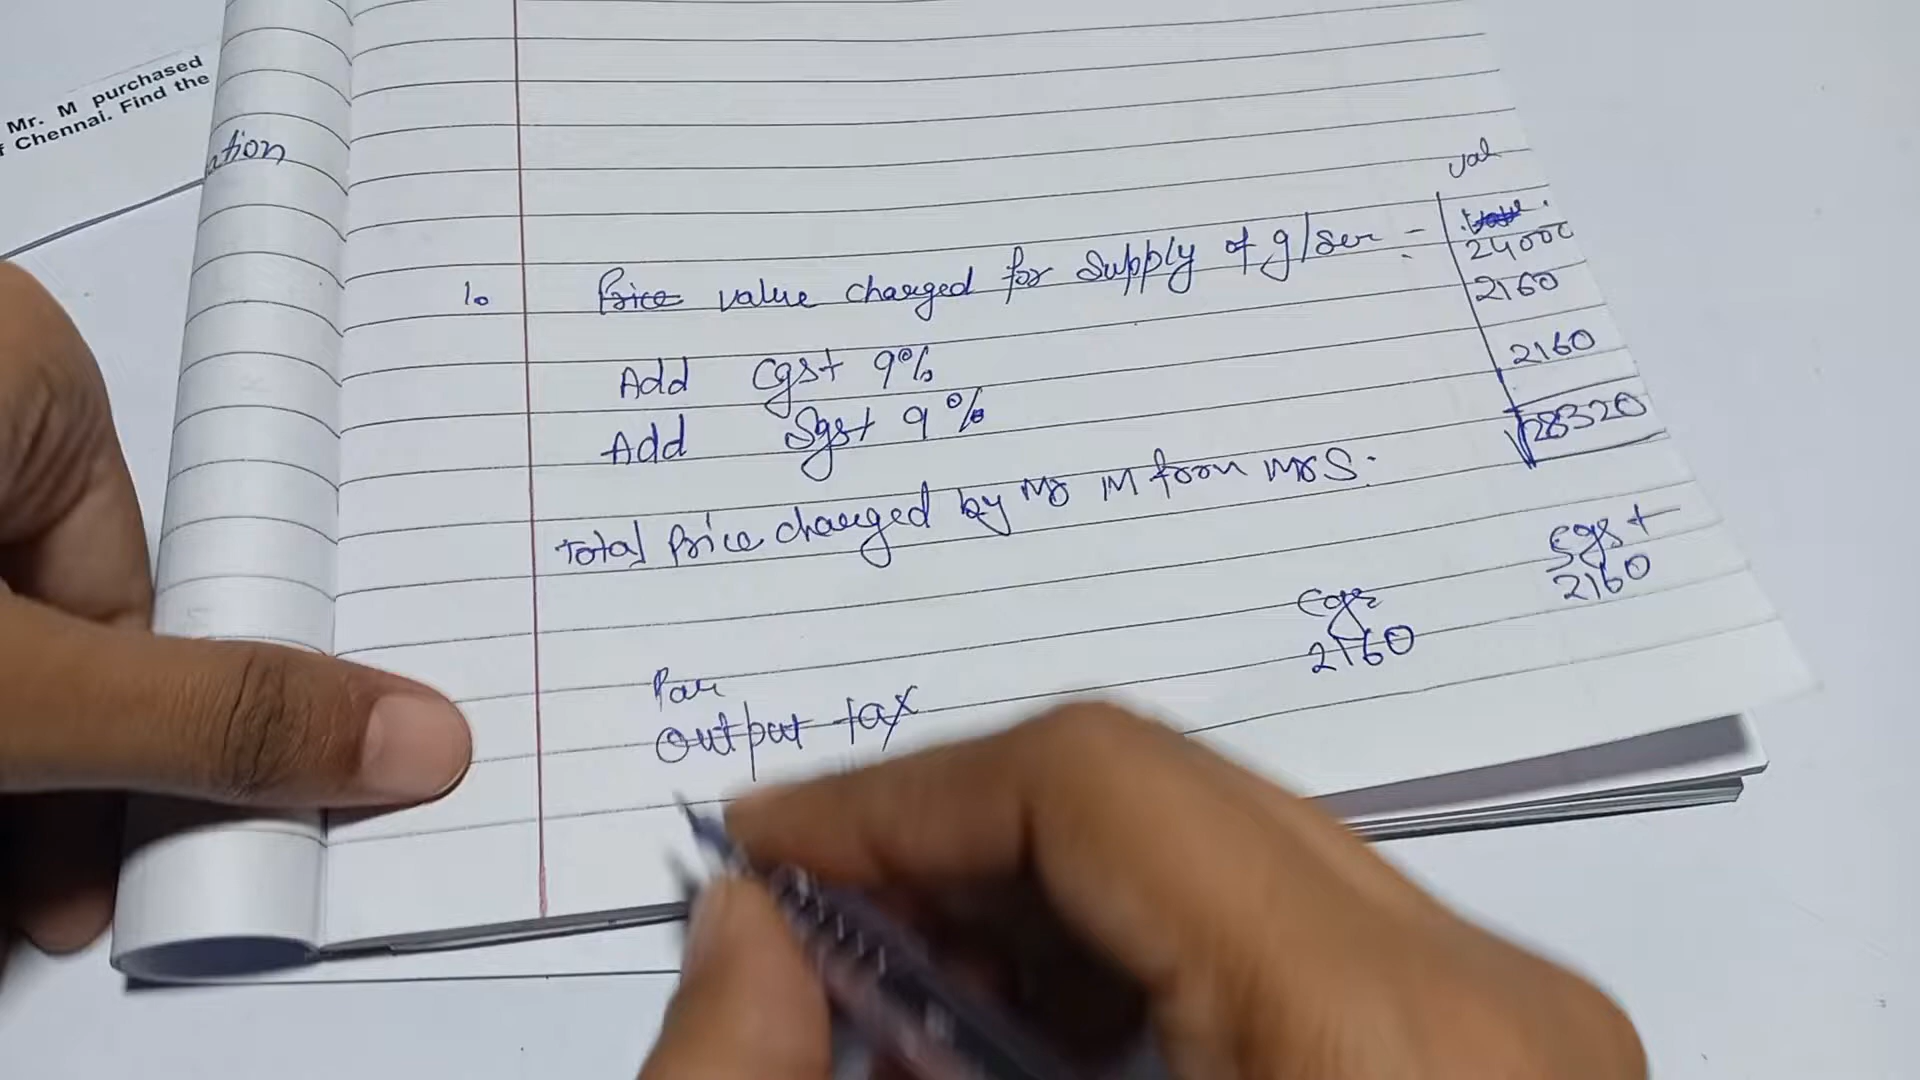 Mr. M purchased
f Chennai. Find the
ation
val
1. Price value charged for Supply of g/ser - 24000
2160
Add Cgst 9% 2160
Add Sgst 9%
28320
Total Price charged by Mr M from Mr S.
Cgs Sgst
2160 2160
Par
Output tax